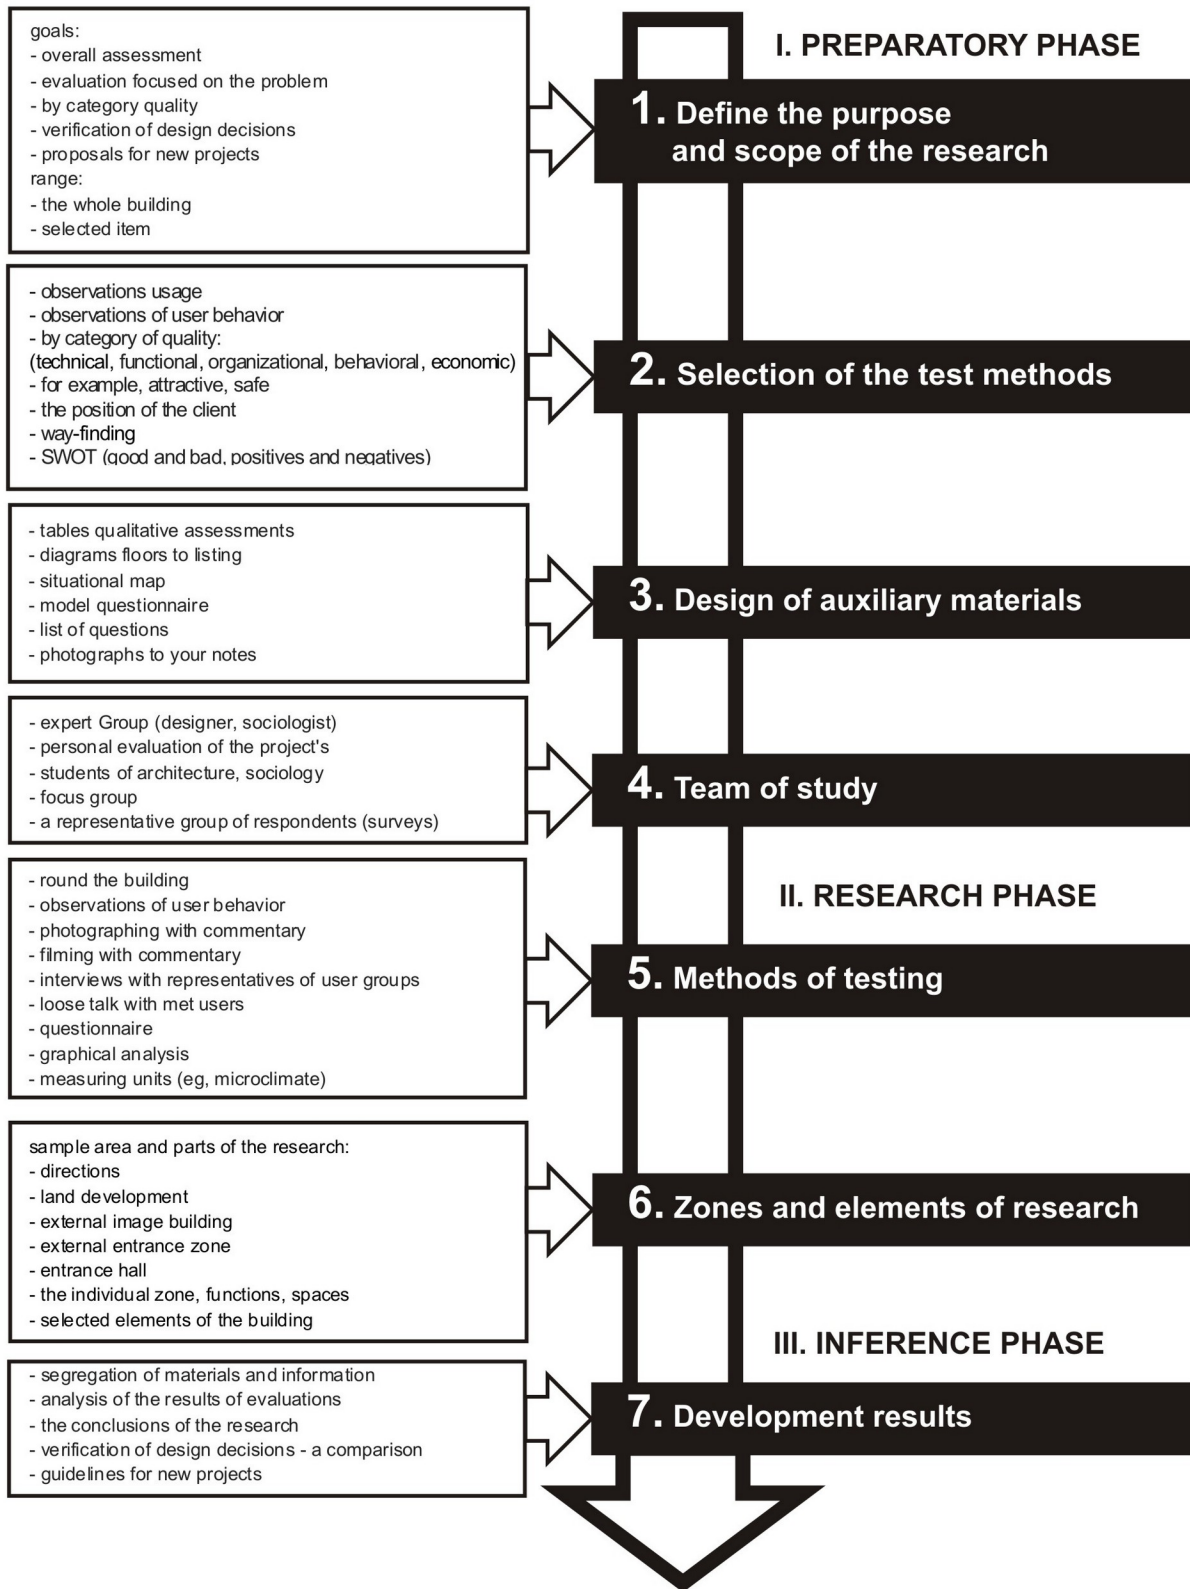 goals:
- overall assessment
- evaluation focused on the problem
- by category quality
- verification of design decisions
- proposals for new projects
range:
- the whole building
- selected item
I. PREPARATORY PHASE
1. Define the purpose
and scope of the research
- observations usage
- observations of user behavior
- by category of quality:
(technical, functional, organizational, behavioral, economic)
- for example, attractive, safe
- the position of the client
- way-finding
- SWOT (good and bad, positives and negatives)
2. Selection of the test methods
- tables qualitative assessments
- diagrams floors to listing
- situational map
- model questionnaire
- list of questions
- photographs to your notes
3. Design of auxiliary materials
- expert Group (designer, sociologist)
- personal evaluation of the project's
- students of architecture, sociology
- focus group
- a representative group of respondents (surveys)
4. Team of study
II. RESEARCH PHASE
- round the building
- observations of user behavior
- photographing with commentary
- filming with commentary
- interviews with representatives of user groups
- loose talk with met users
- questionnaire
- graphical analysis
- measuring units (eg, microclimate)
5. Methods of testing
sample area and parts of the research:
- directions
- land development
- external image building
- external entrance zone
- entrance hall
- the individual zone, functions, spaces
- selected elements of the building
6. Zones and elements of research
III. INFERENCE PHASE
- segregation of materials and information
- analysis of the results of evaluations
- the conclusions of the research
- verification of design decisions - a comparison
- guidelines for new projects
7. Development results